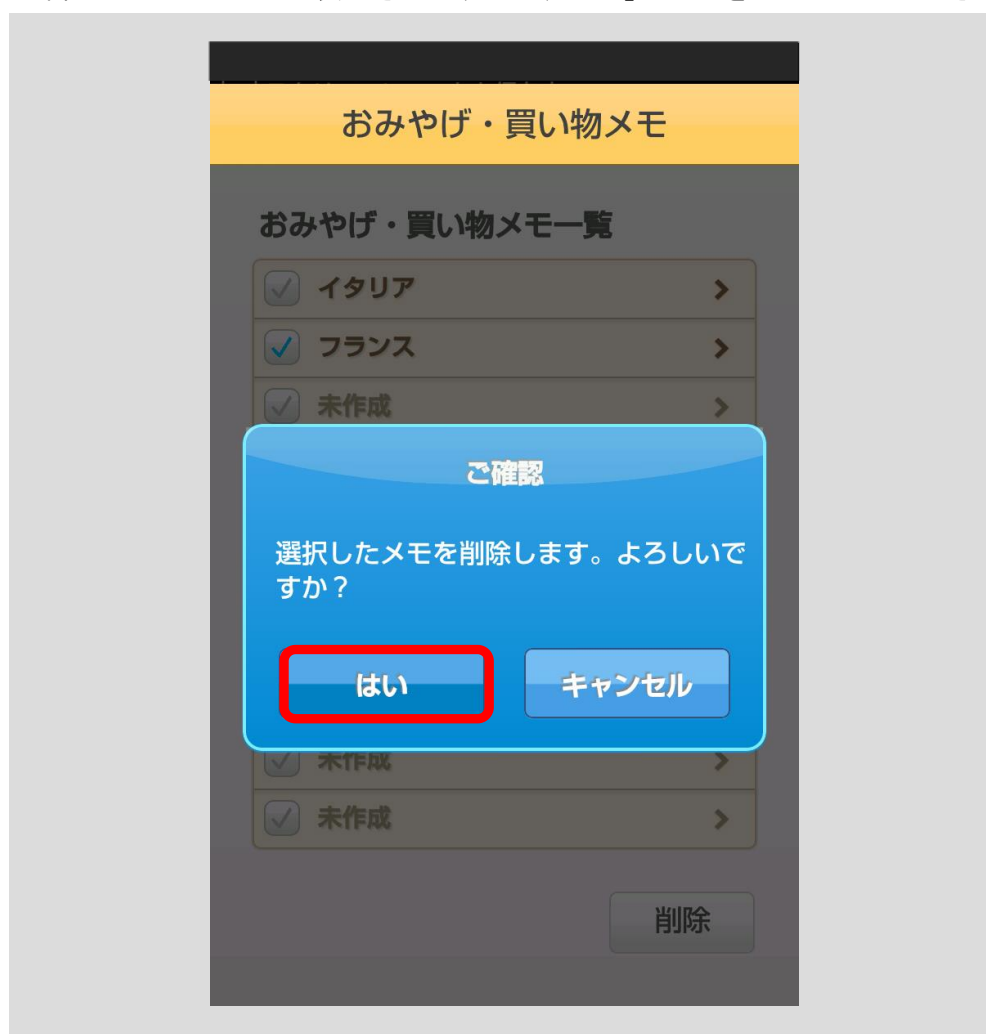 おみやげ・買い物メモ
おみやげ・買い物メモ一覧
イタリア
フランス
未作成
ご確認
選択したメモを削除します。よろしいで
すか？
はい
キャンセル
未作成
未作成
削除